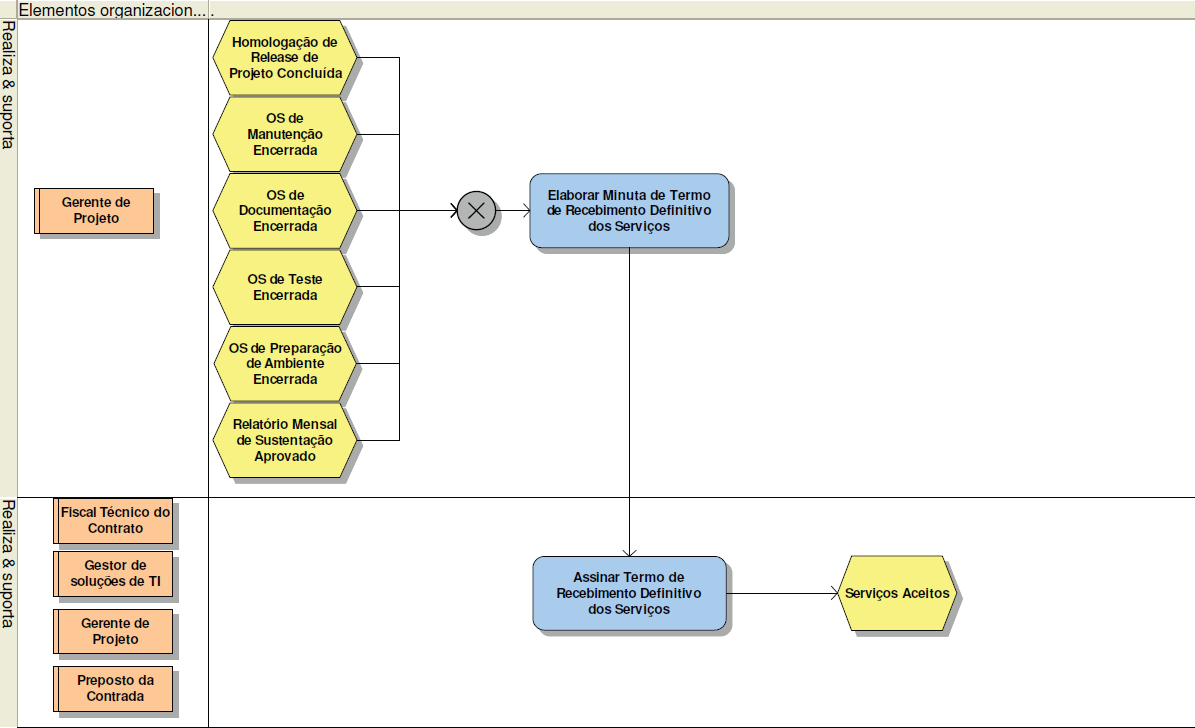 Elementos organizacion... .
Realiza & suporta
Gerente de
Projeto
Homologação de
Release de
Projeto Concluída
OS de
Manutenção
Encerrada
OS de
Documentação
Encerrada
OS de Teste
Encerrada
OS de Preparação
de Ambiente
Encerrada
Relatório Mensal
de Sustentação
Aprovado
Elaborar Minuta de Termo
de Recebimento Definitivo
dos Serviços
Realiza & suporta
Fiscal Técnico do
Contrato
Gestor de
soluções de TI
Gerente de
Projeto
Preposto da
Contrada
Assinar Termo de
Recebimento Definitivo
dos Serviços
Serviços Aceitos